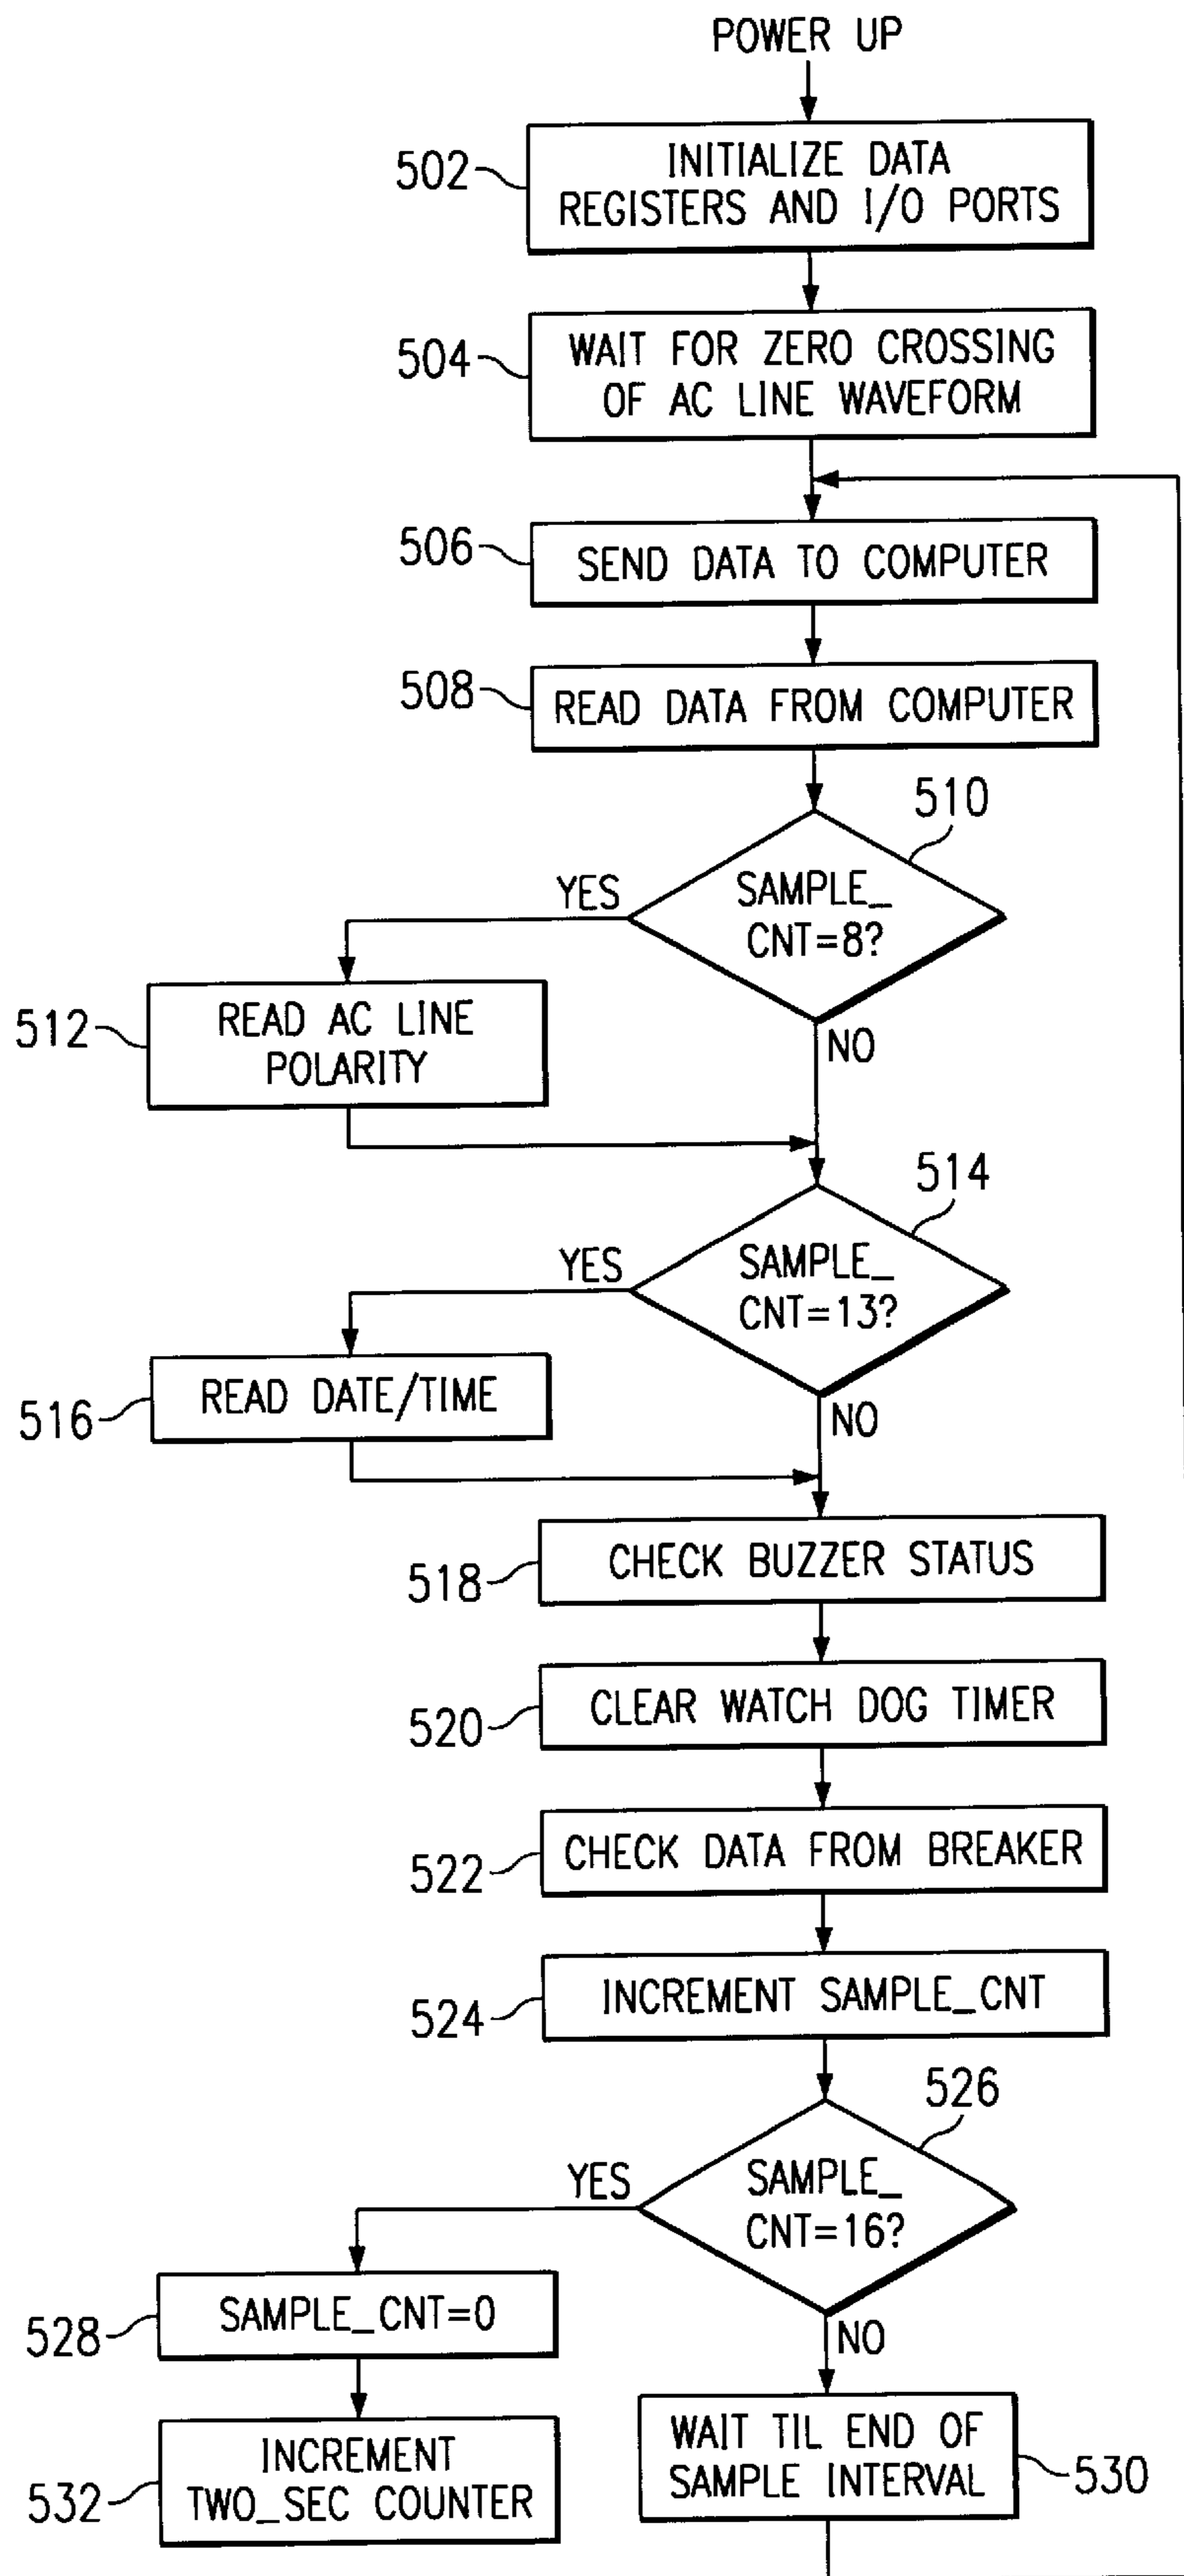 POWER UP
502
INITIALIZE DATA
REGISTERS AND I/O PORTS
504
WAIT FOR ZERO CROSSING
OF AC LINE WAVEFORM
506
SEND DATA TO COMPUTER
508
READ DATA FROM COMPUTER
510
YES
SAMPLE_
CNT=8?
NO
512
READ AC LINE
POLARITY
514
YES
SAMPLE_
CNT=13?
NO
516
READ DATE/TIME
518
CHECK BUZZER STATUS
520
CLEAR WATCH DOG TIMER
522
CHECK DATA FROM BREAKER
524
INCREMENT SAMPLE_CNT
526
YES
SAMPLE_
CNT=16?
NO
528
SAMPLE_CNT=0
532
INCREMENT
TWO_SEC COUNTER
WAIT TIL END OF
SAMPLE INTERVAL
530